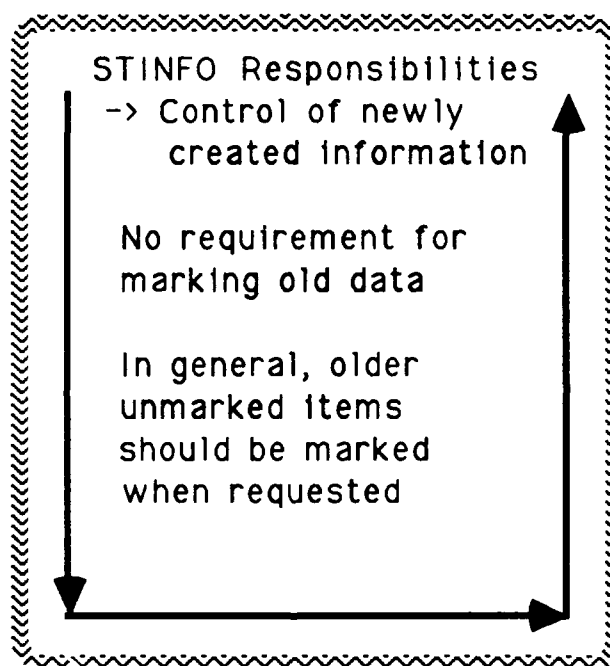 STINFO Responsibilities
-> Control of newly
created information
No requirement for
marking old data
In general, older
unmarked items
should be marked
when requested